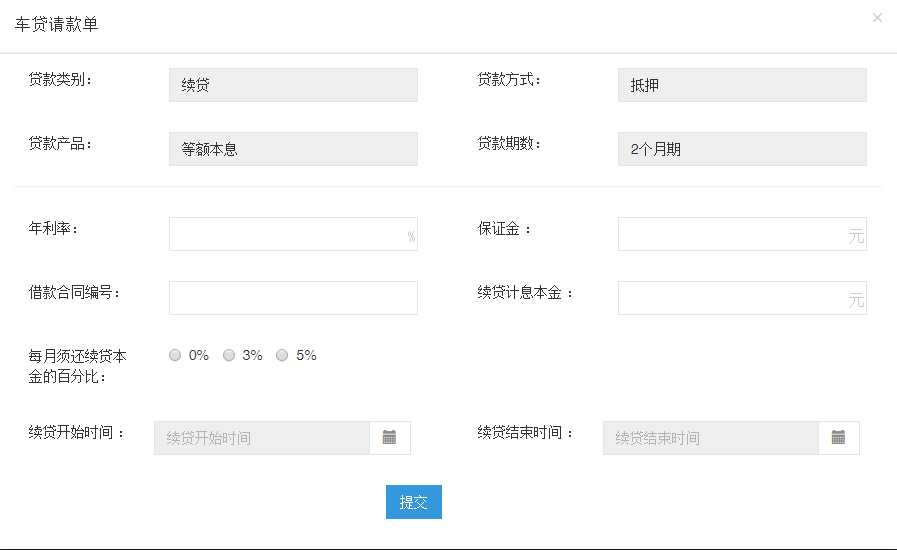 车贷请款单
×
贷款类别： 续贷 贷款方式： 抵押
贷款产品： 等额本息 贷款期数： 2个月期
年利率： % 保证金 ： 元
借款合同编号： 续贷计息本金 ： 元
每月须还续贷本
金的百分比： 0% 3% 5%
续贷开始时间 ： 续贷开始时间 续贷结束时间 ： 续贷结束时间
提交